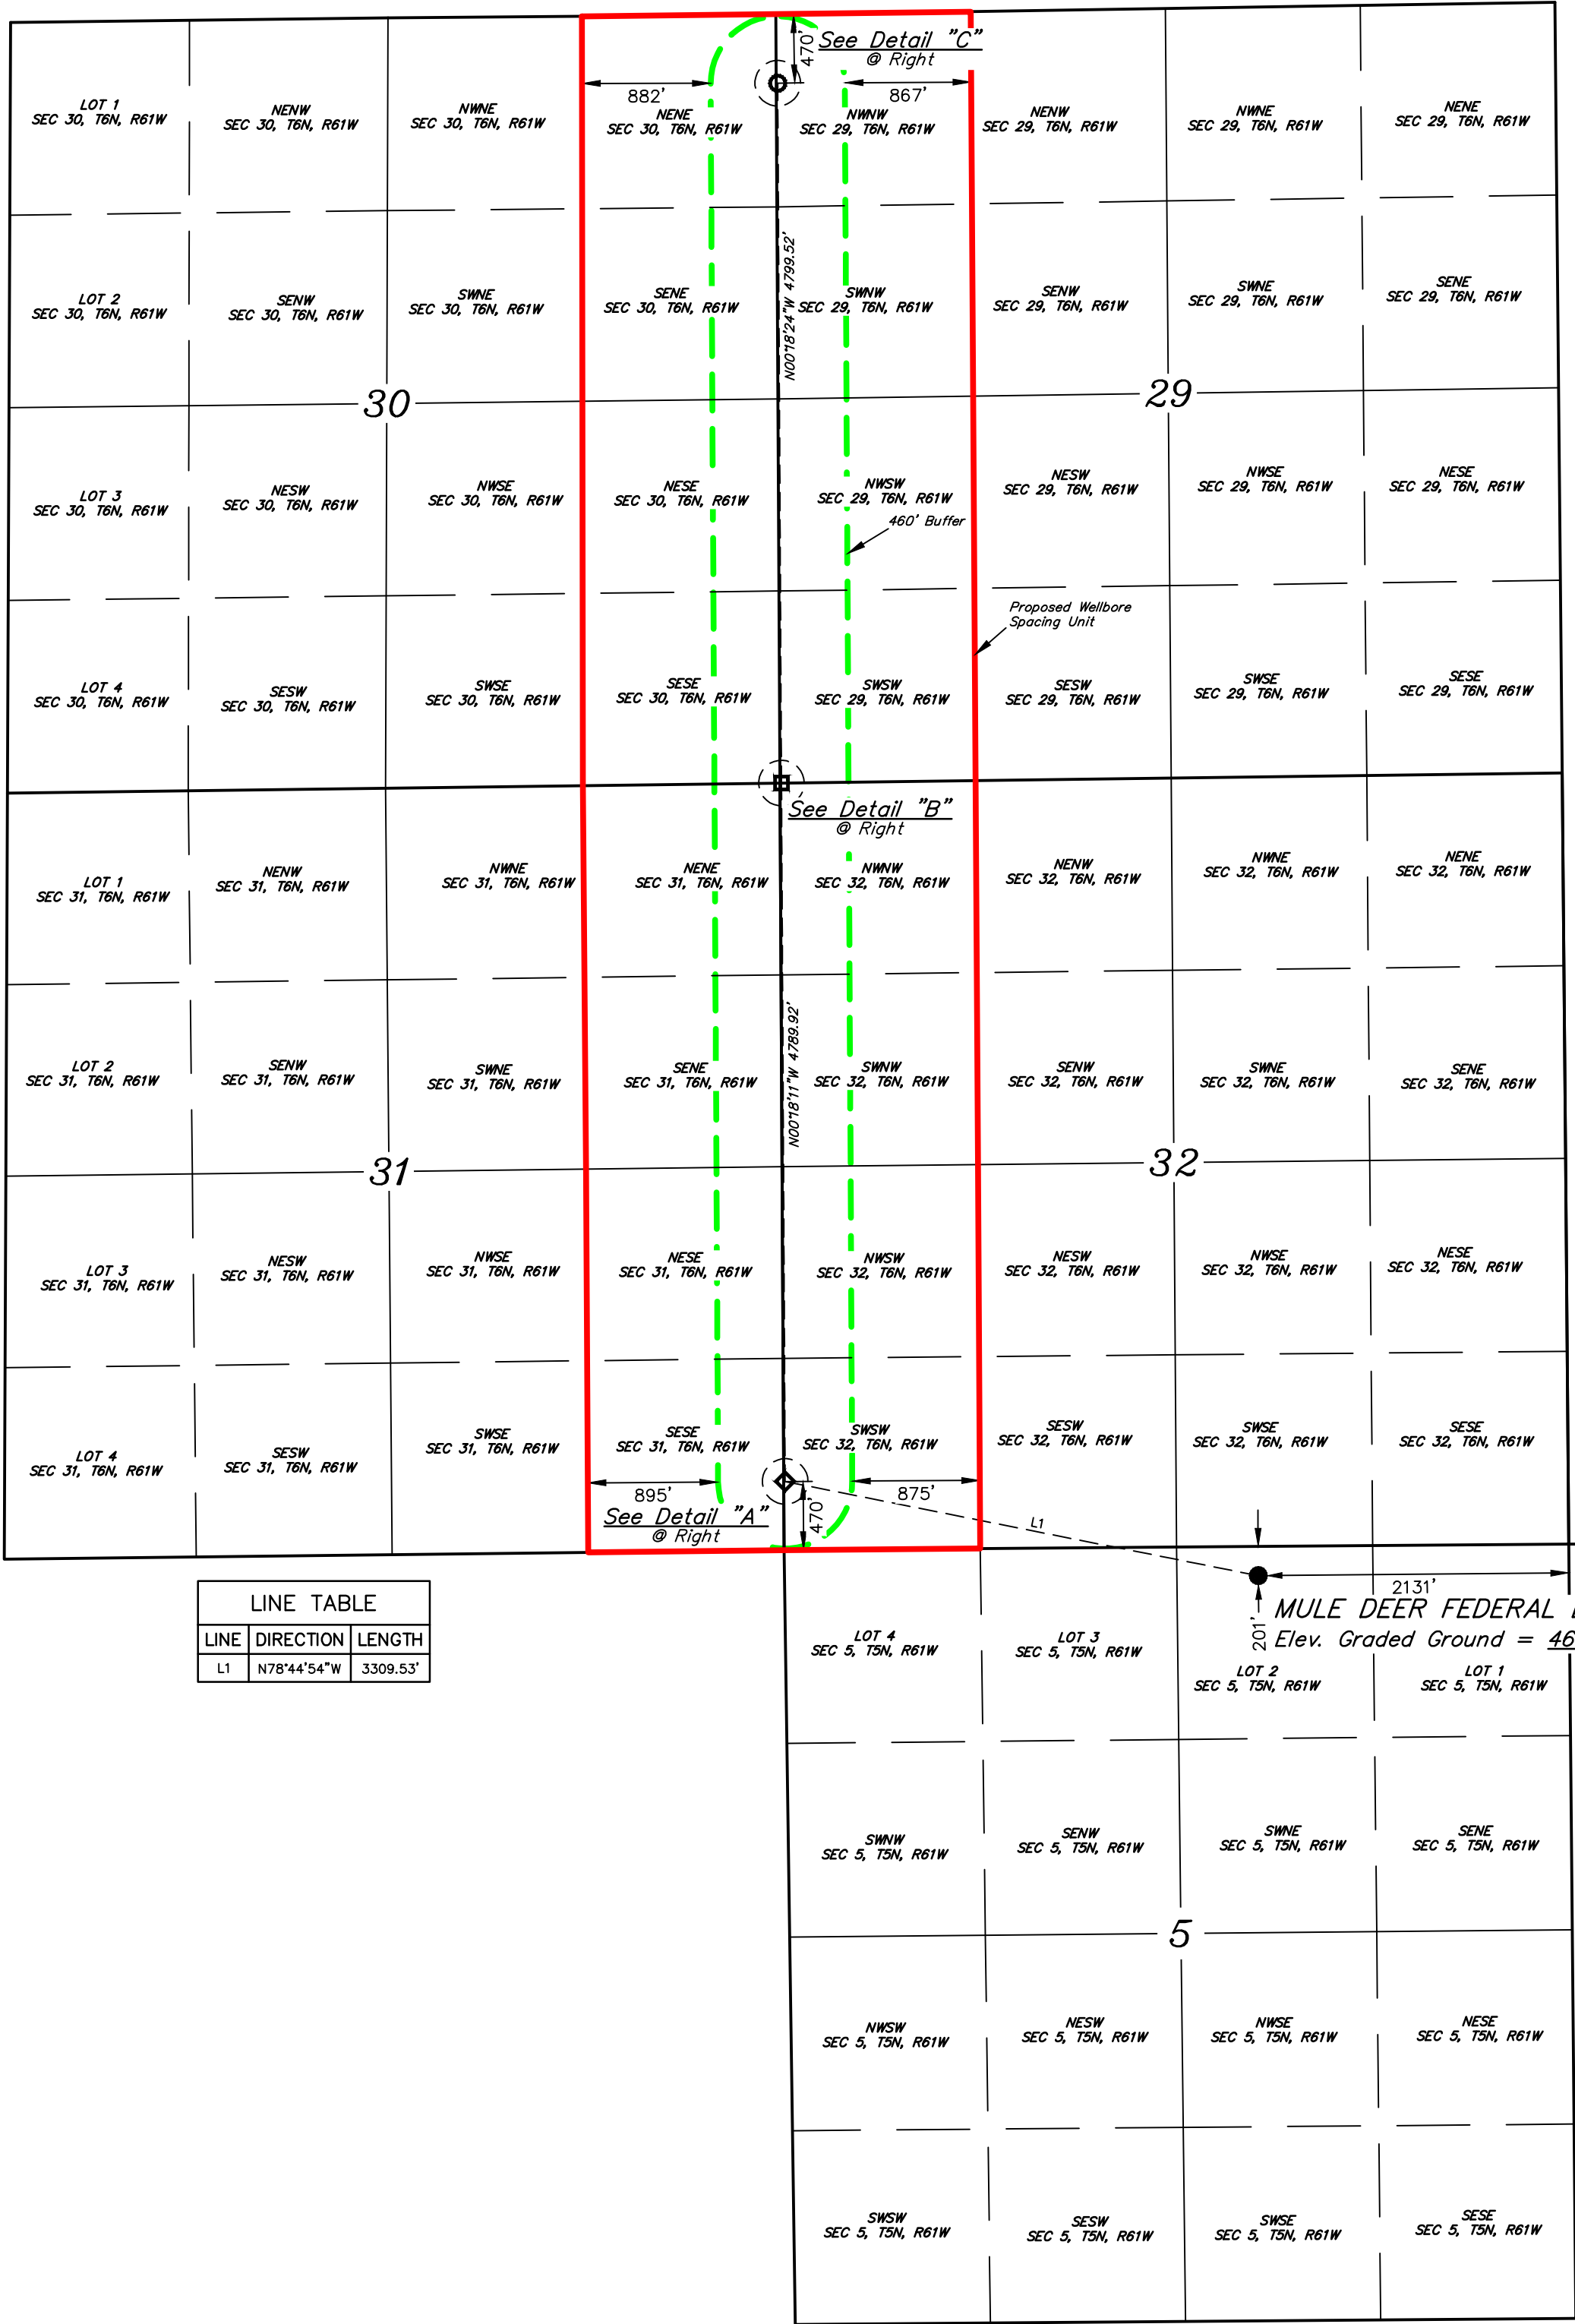 470'
See Detail "C"
@ Right
882'
867'
LOT 1
SEC 30, T6N, R61W
NENW
SEC 30, T6N, R61W
NWNE
SEC 30, T6N, R61W
NENE
SEC 30, T6N, R61W
NWNW
SEC 29, T6N, R61W
NENW
SEC 29, T6N, R61W
NWNE
SEC 29, T6N, R61W
NENE
SEC 29, T6N, R61W
N00°18'24"W 4799.52'
LOT 2
SEC 30, T6N, R61W
SENW
SEC 30, T6N, R61W
SWNE
SEC 30, T6N, R61W
SENE
SEC 30, T6N, R61W
SWNW
SEC 29, T6N, R61W
SENW
SEC 29, T6N, R61W
SWNE
SEC 29, T6N, R61W
SENE
SEC 29, T6N, R61W
30
29
LOT 3
SEC 30, T6N, R61W
NESW
SEC 30, T6N, R61W
NWSE
SEC 30, T6N, R61W
NESE
SEC 30, T6N, R61W
NWSW
SEC 29, T6N, R61W
NESW
SEC 29, T6N, R61W
NWSE
SEC 29, T6N, R61W
NESE
SEC 29, T6N, R61W
460' Buffer
Proposed Wellbore
Spacing Unit
LOT 4
SEC 30, T6N, R61W
SESW
SEC 30, T6N, R61W
SWSE
SEC 30, T6N, R61W
SESE
SEC 30, T6N, R61W
SWSW
SEC 29, T6N, R61W
SESW
SEC 29, T6N, R61W
SWSE
SEC 29, T6N, R61W
SESE
SEC 29, T6N, R61W
See Detail "B"
@ Right
LOT 1
SEC 31, T6N, R61W
NENW
SEC 31, T6N, R61W
NWNE
SEC 31, T6N, R61W
NENE
SEC 31, T6N, R61W
NWNW
SEC 32, T6N, R61W
NENW
SEC 32, T6N, R61W
NWNE
SEC 32, T6N, R61W
NENE
SEC 32, T6N, R61W
N00°18'11"W 4789.92'
LOT 2
SEC 31, T6N, R61W
SENW
SEC 31, T6N, R61W
SWNE
SEC 31, T6N, R61W
SENE
SEC 31, T6N, R61W
SWNW
SEC 32, T6N, R61W
SENW
SEC 32, T6N, R61W
SWNE
SEC 32, T6N, R61W
SENE
SEC 32, T6N, R61W
31
32
LOT 3
SEC 31, T6N, R61W
NESW
SEC 31, T6N, R61W
NWSE
SEC 31, T6N, R61W
NESE
SEC 31, T6N, R61W
NWSW
SEC 32, T6N, R61W
NESW
SEC 32, T6N, R61W
NWSE
SEC 32, T6N, R61W
NESE
SEC 32, T6N, R61W
LOT 4
SEC 31, T6N, R61W
SESW
SEC 31, T6N, R61W
SWSE
SEC 31, T6N, R61W
SESE
SEC 31, T6N, R61W
SWSW
SEC 32, T6N, R61W
SESW
SEC 32, T6N, R61W
SWSE
SEC 32, T6N, R61W
SESE
SEC 32, T6N, R61W
895'
875'
See Detail "A"
@ Right
470'
L1
2131'
201'
MULE DEER FEDERAL
Elev. Graded Ground = 46
LINE TABLE
LINE DIRECTION LENGTH
L1 N78°44'54"W 3309.53'
LOT 4
SEC 5, T5N, R61W
LOT 3
SEC 5, T5N, R61W
LOT 2
SEC 5, T5N, R61W
LOT 1
SEC 5, T5N, R61W
SWNW
SEC 5, T5N, R61W
SENW
SEC 5, T5N, R61W
SWNE
SEC 5, T5N, R61W
SENE
SEC 5, T5N, R61W
5
NWSW
SEC 5, T5N, R61W
NESW
SEC 5, T5N, R61W
NWSE
SEC 5, T5N, R61W
NESE
SEC 5, T5N, R61W
SWSW
SEC 5, T5N, R61W
SESW
SEC 5, T5N, R61W
SWSE
SEC 5, T5N, R61W
SESE
SEC 5, T5N, R61W